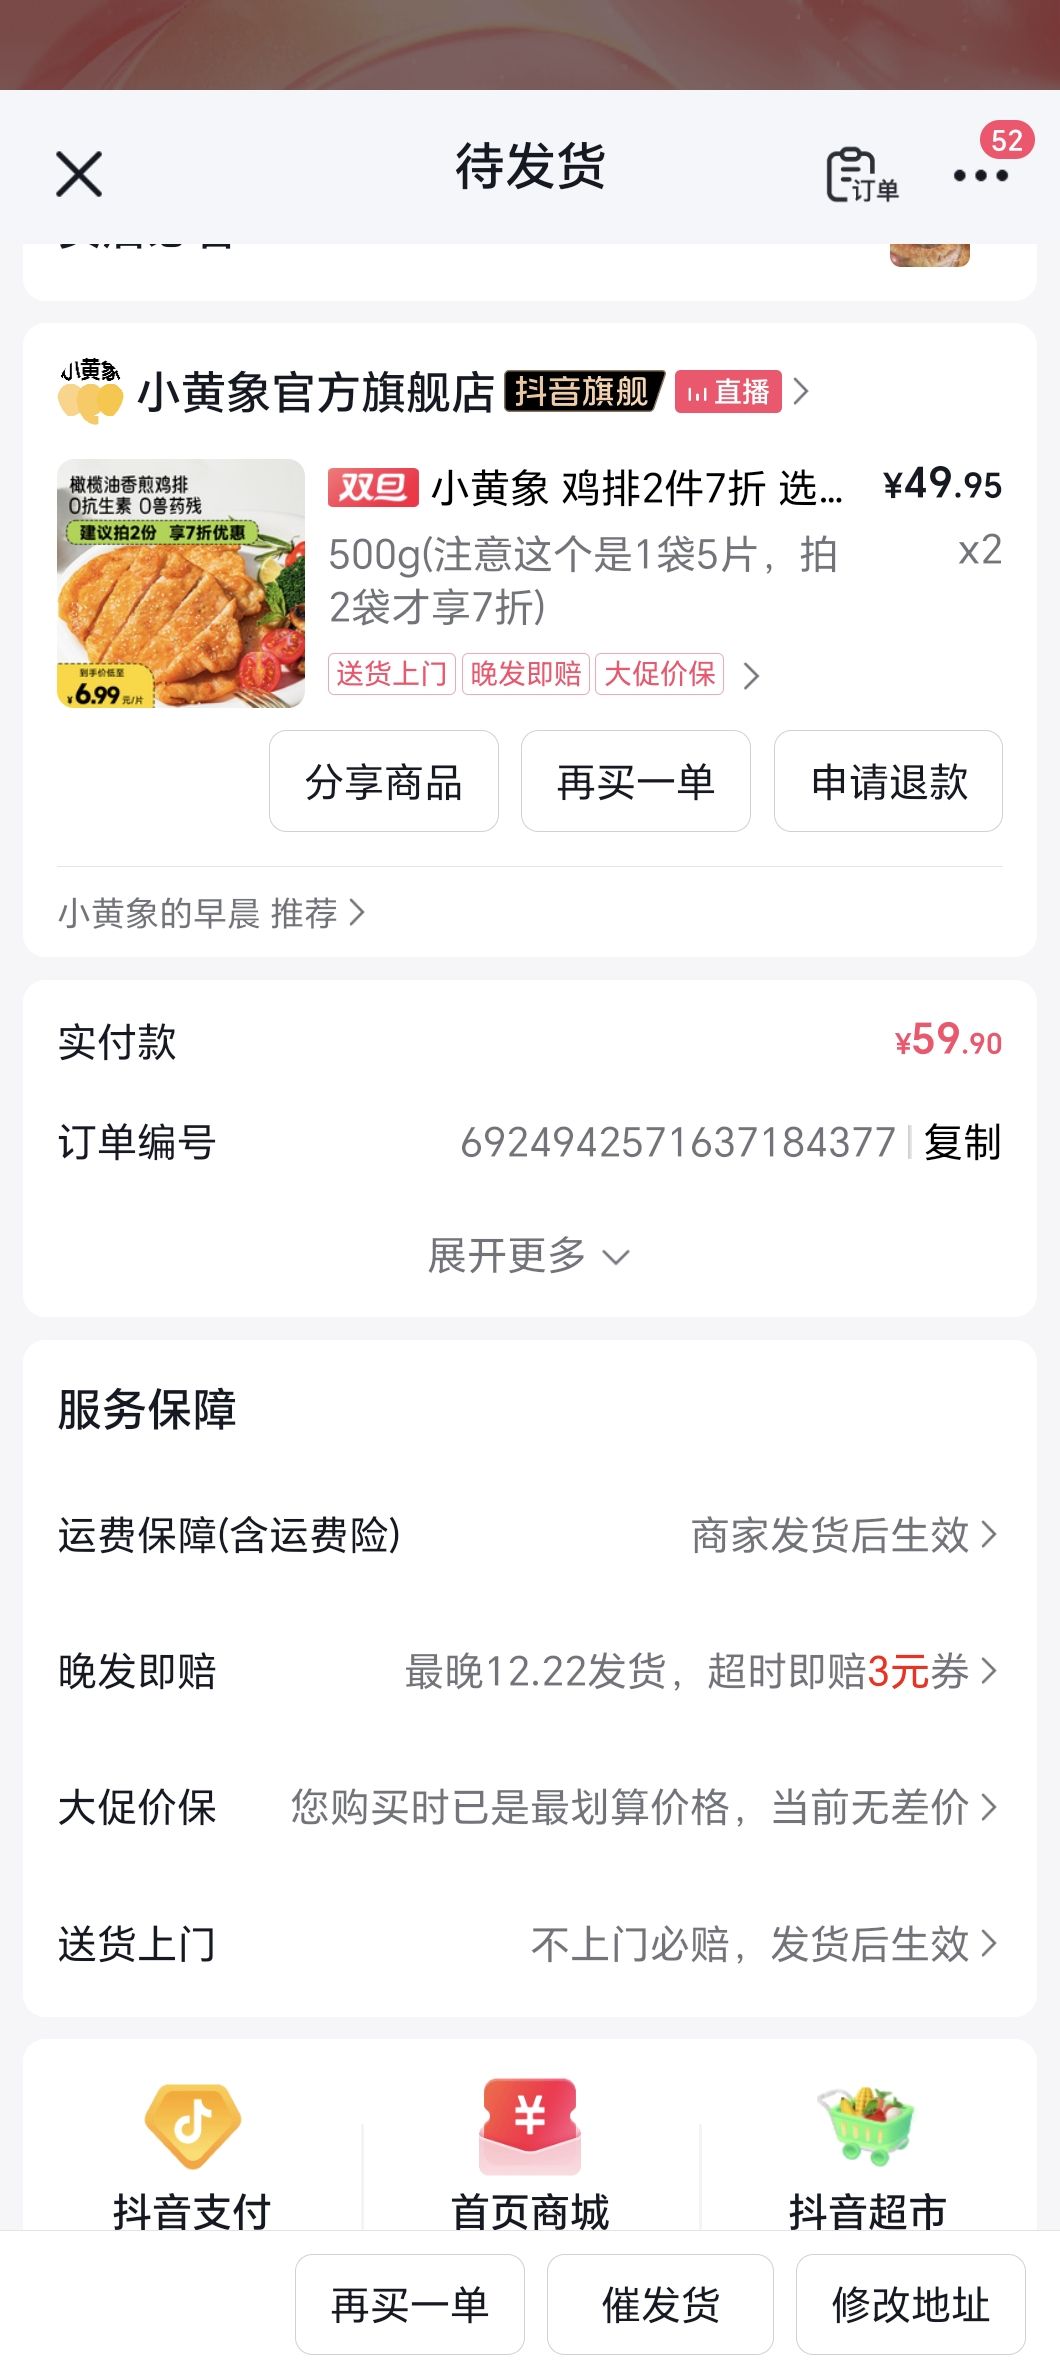 待发货
订单
52
小黄象
小黄象官方旗舰店 抖音旗舰 直播
橄榄油香煎鸡排
0抗生素 0兽药残
建议拍2份 享7折优惠
到手价低至
¥6.99元/片
双旦 小黄象 鸡排2件7折 选... ¥49.95
500g(注意这个是1袋5片，拍 x2
2袋才享7折)
送货上门 晚发即赔 大促价保
分享商品 再买一单 申请退款
小黄象的早晨 推荐
实付款 ¥59.90
订单编号 6924942571637184377 | 复制
展开更多
服务保障
运费保障(含运费险) 商家发货后生效
晚发即赔 最晚12.22发货，超时即赔3元券
大促价保 您购买时已是最划算价格，当前无差价
送货上门 不上门必赔，发货后生效
¥
抖音支付 首页商城 抖音超市
再买一单 催发货 修改地址